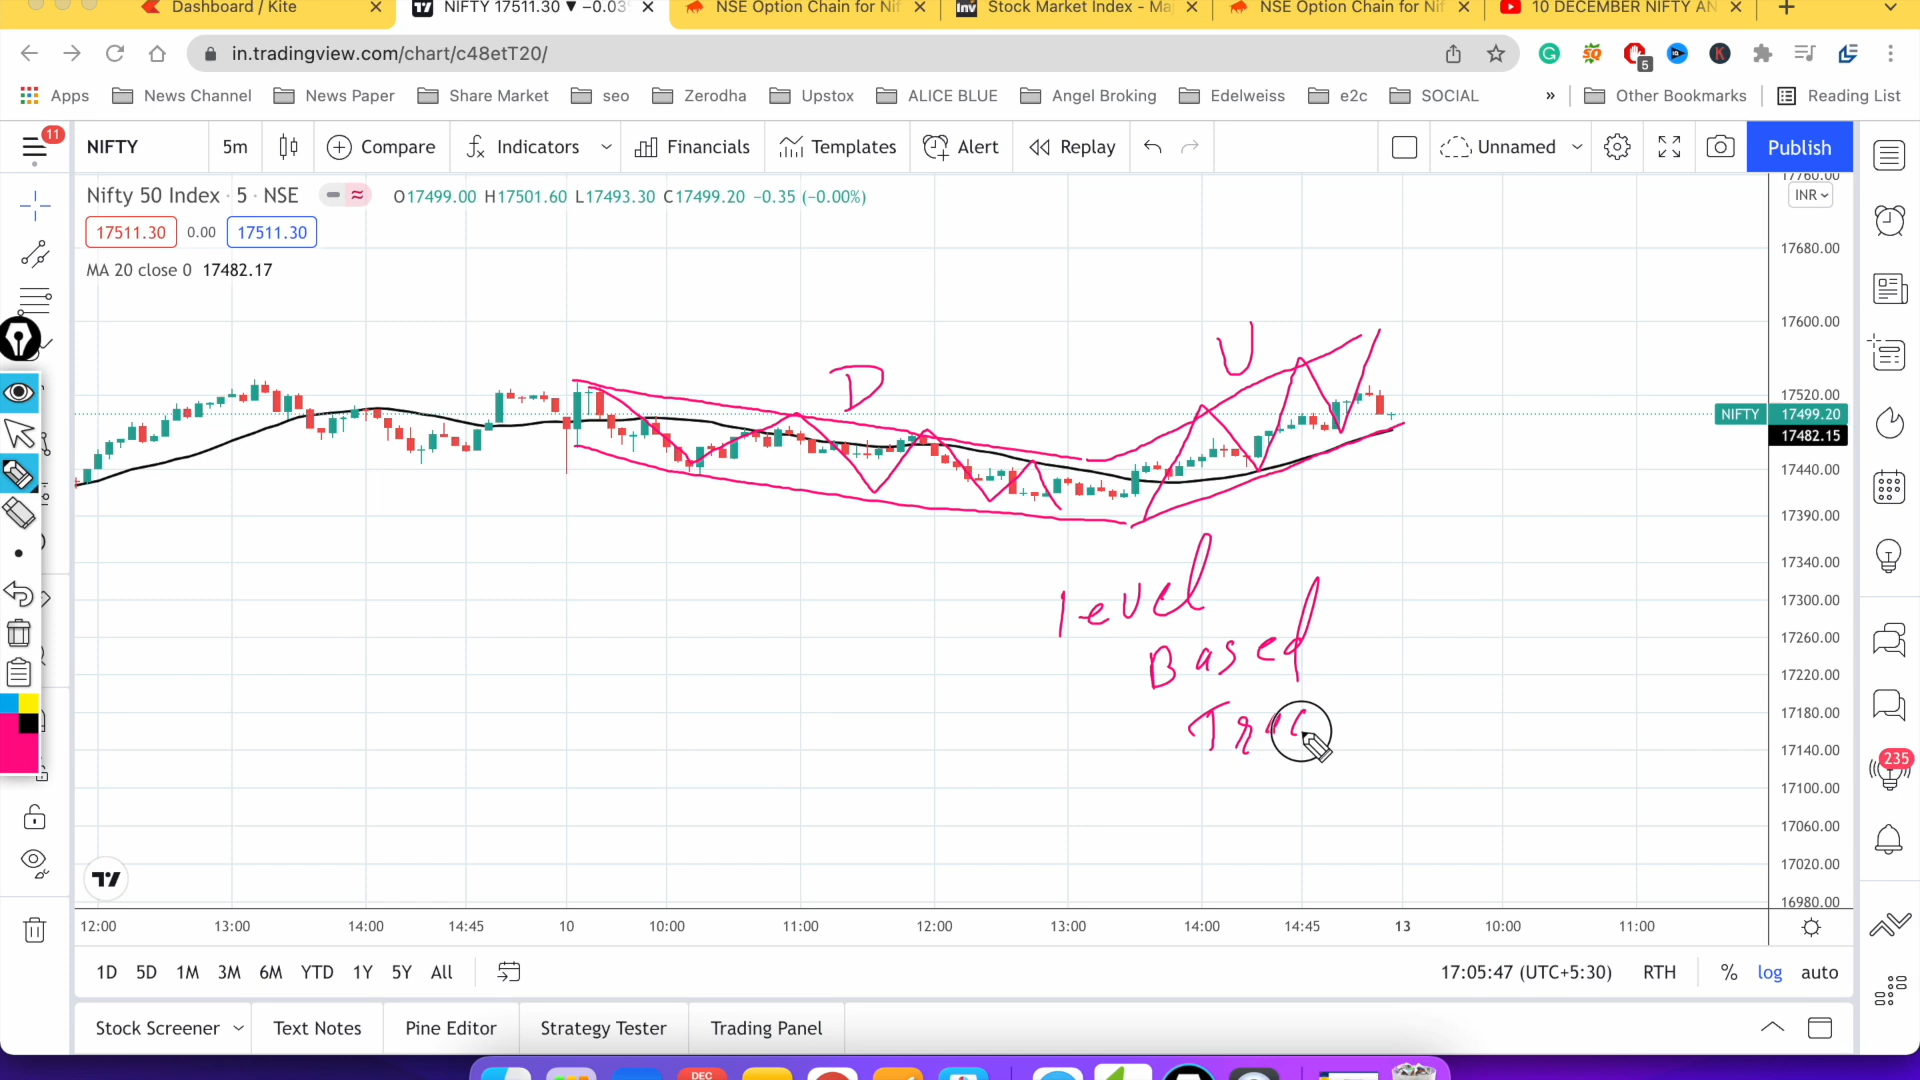 Dashboard / Kite
NIFTY 17511.30 ▼ −0.03
NSE Option Chain for Nif
Stock Market Index - Ma
NSE Option Chain for Nif
10 DECEMBER NIFTY AN
in.tradingview.com/chart/c48etT20/
5
Apps News Channel News Paper Share Market seo Zerodha Upstox ALICE BLUE Angel Broking Edelweiss e2c SOCIAL » Other Bookmarks Reading List
11
NIFTY 5m Compare Indicators Financials Templates Alert Replay Unnamed Publish
Nifty 50 Index · 5 · NSE O17499.00 H17501.60 L17493.30 C17499.20 −0.35 (−0.00%)
17511.30 0.00 17511.30
MA 20 close 0 17482.17
INR
17760.00
17680.00
17600.00
17520.00
NIFTY 17499.20
17482.15
17440.00
17390.00
17340.00
17300.00
17260.00
17220.00
17180.00
17140.00
17100.00
17060.00
17020.00
16980.00
D
U
level
Based
235
12:00 13:00 14:00 14:45 10 10:00 11:00 12:00 13:00 14:00 14:45 13 10:00 11:00
1D 5D 1M 3M 6M YTD 1Y 5Y All 17:05:47 (UTC+5:30) RTH % log auto
Stock Screener Text Notes Pine Editor Strategy Tester Trading Panel
DEC